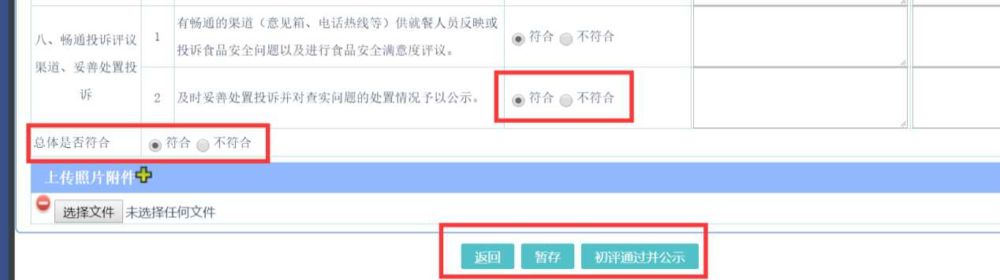 八、畅通投诉评议
渠道、妥善处置投
诉
1
有畅通的渠道（意见箱、电话热线等）供就餐人员反映或
投诉食品安全问题以及进行食品安全满意度评议。
符合 不符合
2
及时妥善处置投诉并对查实问题的处置情况予以公示。
符合 不符合
总体是否符合
符合 不符合
上传照片附件
选择文件 未选择任何文件
返回 暂存 初评通过并公示